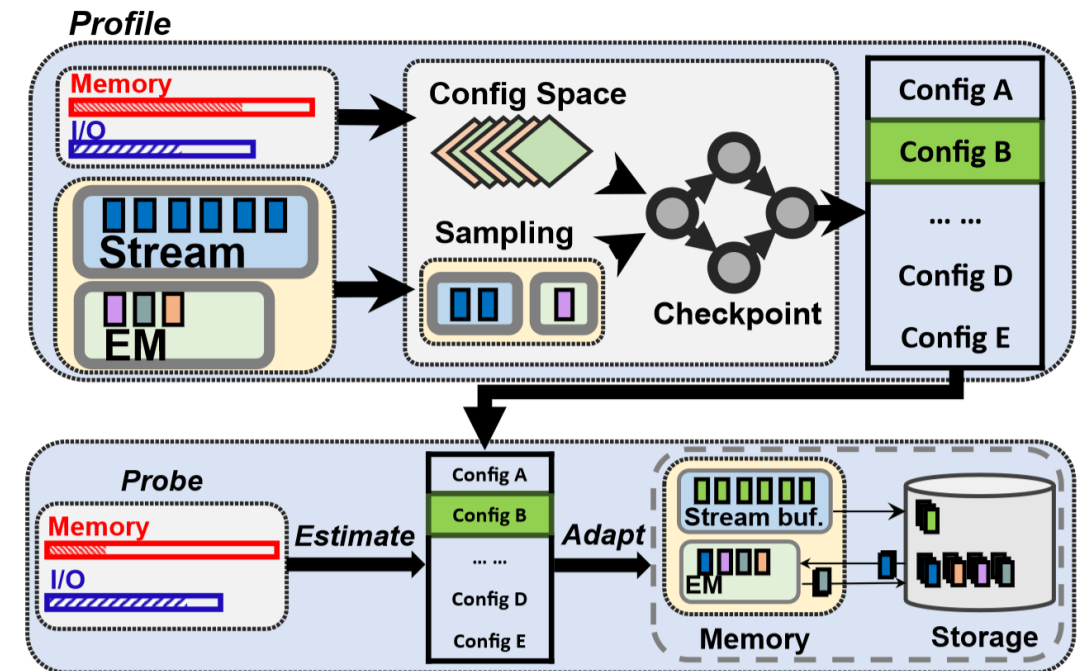 Profile
Memory
I/O
Stream
EM
Config Space
Sampling
Checkpoint
Config A
Config B
... ...
Config D
Config E
Probe
Memory
I/O
Estimate
Config A
Config B
... ...
Config D
Config E
Adapt
Stream buf.
EM
Memory
Storage